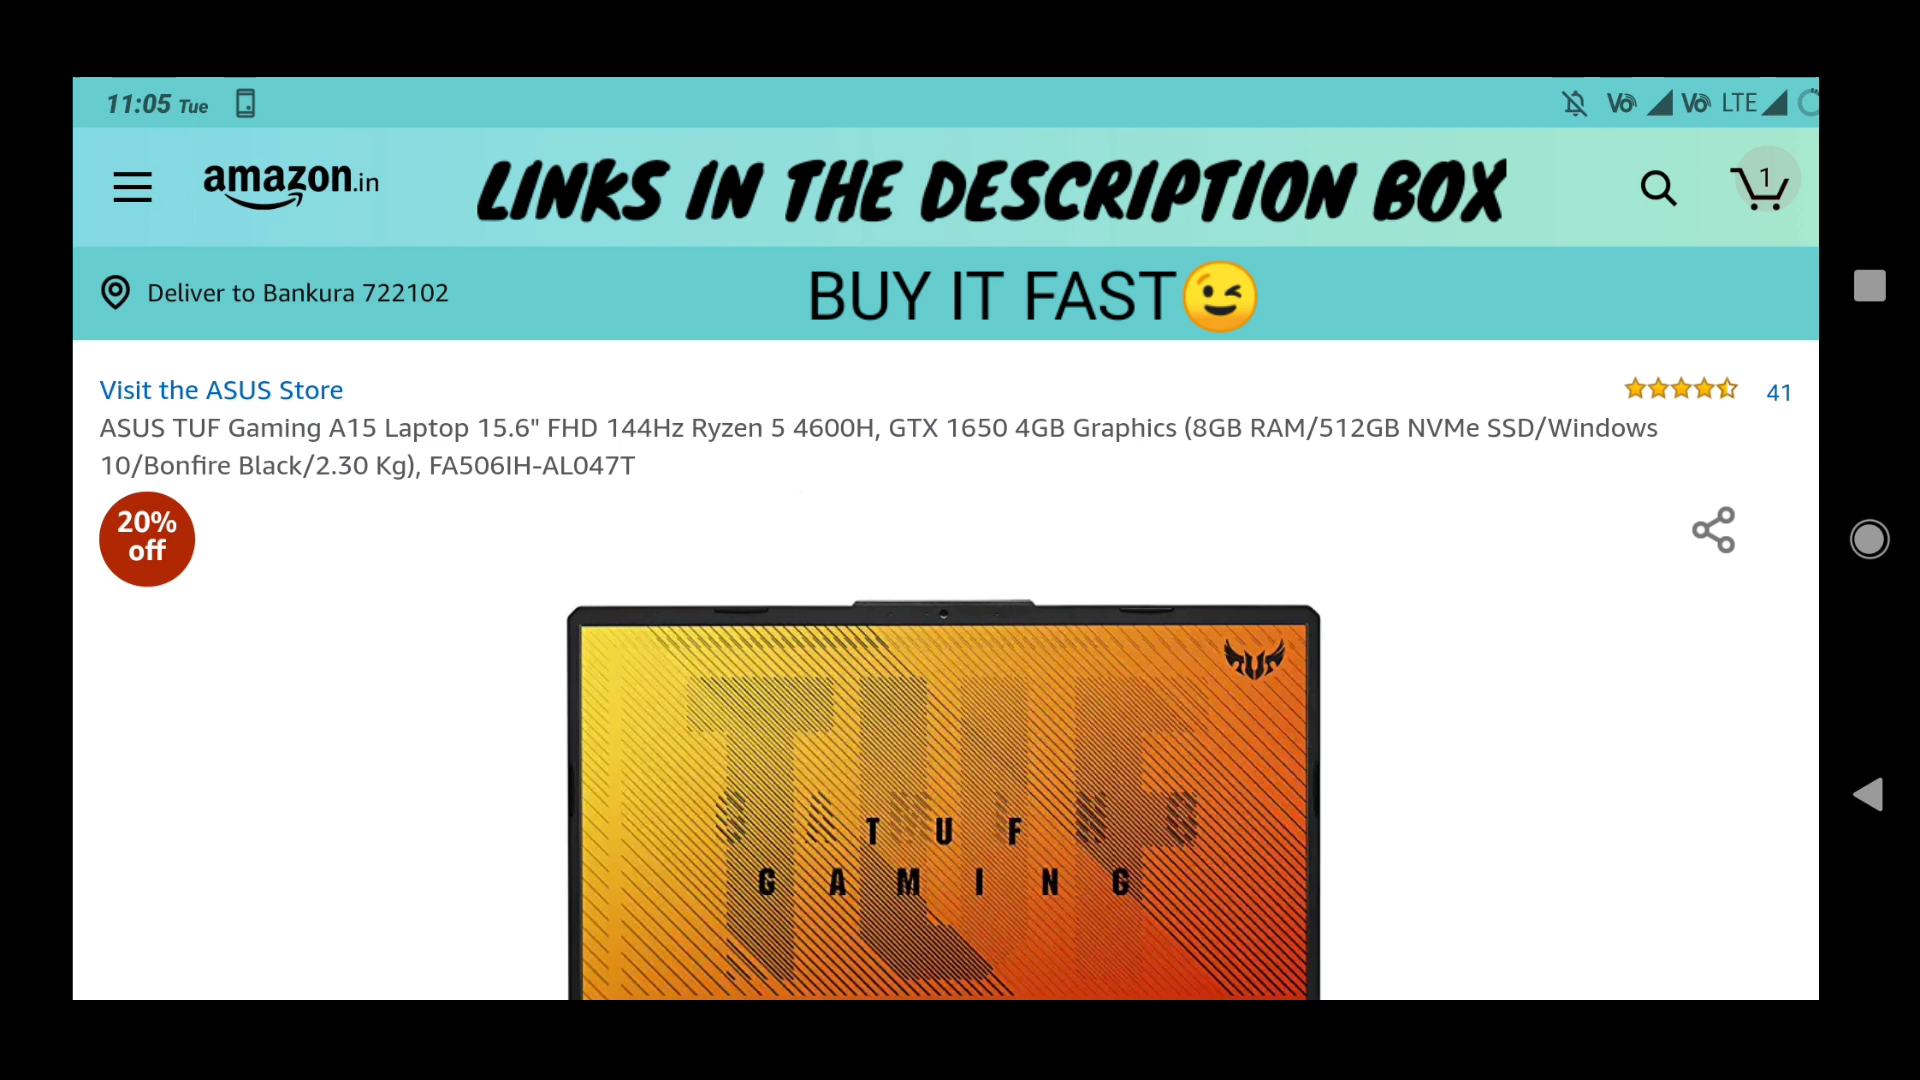 11:05 Tue
Vo Vo LTE
amazon.in
LINKS IN THE DESCRIPTION BOX
1
Deliver to Bankura 722102
BUY IT FAST😉
Visit the ASUS Store
41
ASUS TUF Gaming A15 Laptop 15.6" FHD 144Hz Ryzen 5 4600H, GTX 1650 4GB Graphics (8GB RAM/512GB NVMe SSD/Windows
10/Bonfire Black/2.30 Kg), FA506IH-AL047T
20%
off
TUF
TUF
GAMING
T U F
G A M I N G